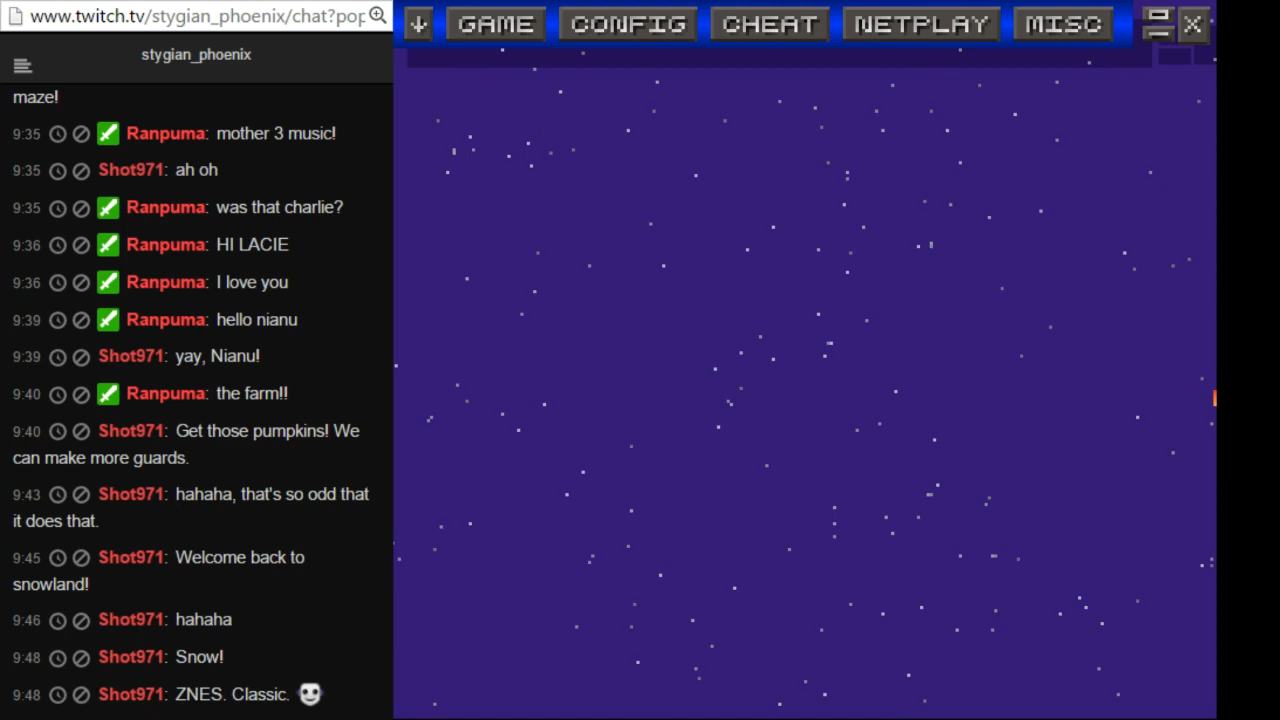 www.twitch.tv/stygian_phoenix/chat?pop
stygian_phoenix
GAME CONFIG CHEAT NETPLAY MISC X
maze!
9:35 Ranpuma: mother 3 music!
9:35 Shot971: ah oh
9:35 Ranpuma: was that charlie?
9:36 Ranpuma: HI LACIE
9:36 Ranpuma: I love you
9:39 Ranpuma: hello nianu
9:39 Shot971: yay, Nianu!
9:40 Ranpuma: the farm!!
9:40 Shot971: Get those pumpkins! We
can make more guards.
9:43 Shot971: hahaha, that's so odd that
it does that.
9:45 Shot971: Welcome back to
snowland!
9:46 Shot971: hahaha
9:48 Shot971: Snow!
9:48 Shot971: ZNES. Classic.